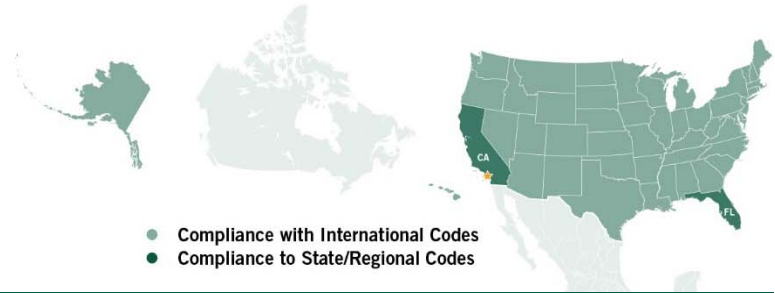 CA
FL
Compliance with International Codes
Compliance to State/Regional Codes